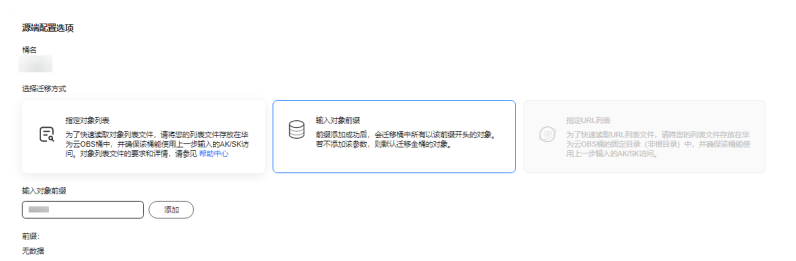 源端配置选项
桶名
选择迁移方式
指定对象列表
为了快速读取对象列表文件，请将您的列表文件存放在华
为云OBS桶中，并确保该桶能使用上一步输入的AK/SK访
问。对象列表文件的要求和详情，请参见 帮助中心
输入对象前缀
前缀添加成功后，会迁移桶中所有以该前缀开头的对象。
若不添加该参数，则默认迁移全桶的对象。
指定URL列表
为了快速读取URL列表文件，请将您的列表文件存放在华
为云OBS桶的固定目录（非根目录）中，并确保该桶能使
用上一步输入的AK/SK访问。
输入对象前缀
添加
前缀：
无数据